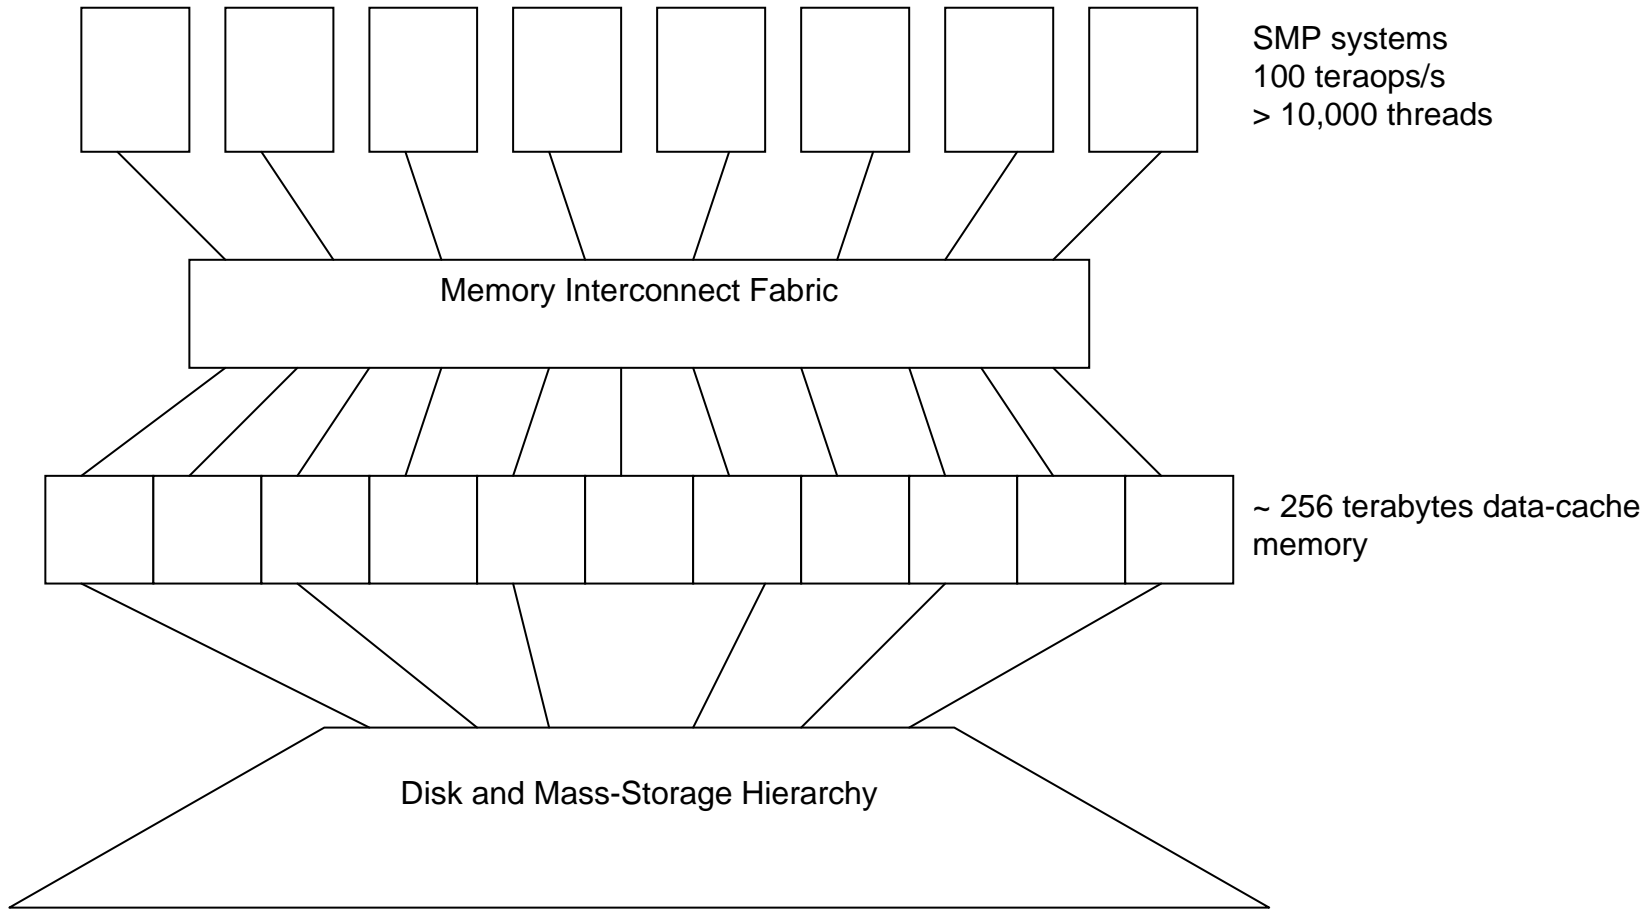 SMP systems
100 teraops/s
> 10,000 threads
Memory Interconnect Fabric
~ 256 terabytes data-cache
memory
Disk and Mass-Storage Hierarchy